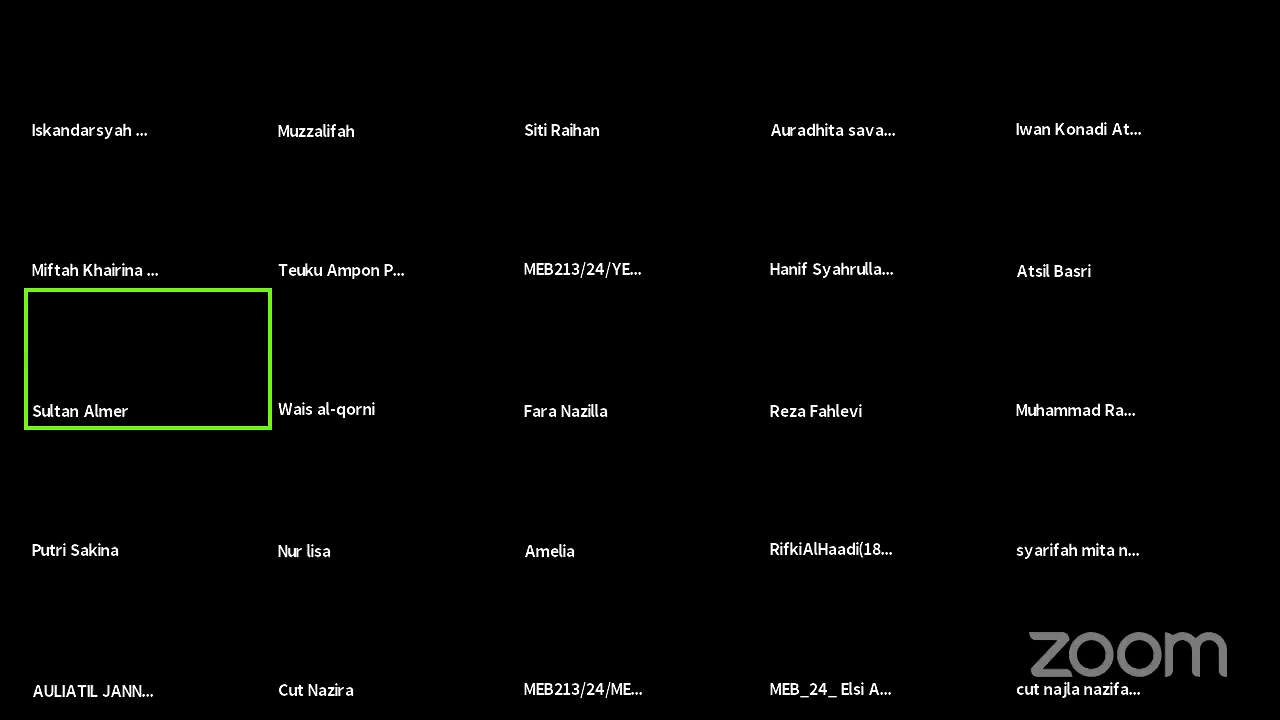 Iskandarsyah ...
Muzzalifah
Siti Raihan
Auradhita sava...
Iwan Konadi At...
Miftah Khairina ...
Teuku Ampon P...
MEB213/24/YE...
Hanif Syahrulla...
Atsil Basri
Sultan Almer
Wais al-qorni
Fara Nazilla
Reza Fahlevi
Muhammad Ra...
Putri Sakina
Nur lisa
Amelia
RifkiAlHaadi(18...
syarifah mita n...
zoom
AULIATIL JANN...
Cut Nazira
MEB213/24/ME...
MEB_24_ Elsi A...
cut najla nazifa...